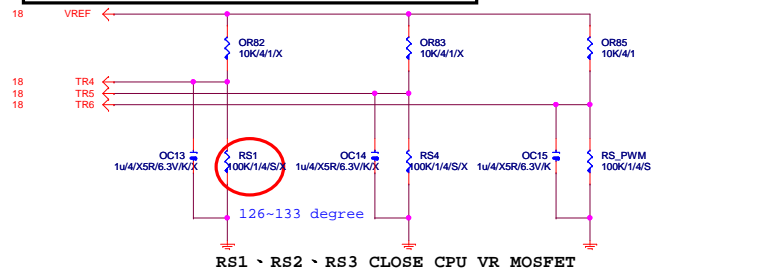 18 VREF
OR82
10K/4/1/X
OR83
10K/4/1/X
OR85
10K/4/1
18 TR4
18 TR5
18 TR6
OC13
1u/4/X5R/6.3V/K/X
RS1
100K/1/4/S/X
OC14
1u/4/X5R/6.3V/K/X
RS4
100K/1/4/S/X
OC15
1u/4/X5R/6.3V/K
RS_PWM
100K/1/4/S
126~133 degree
RS1、RS2、RS3 CLOSE CPU VR MOSFET